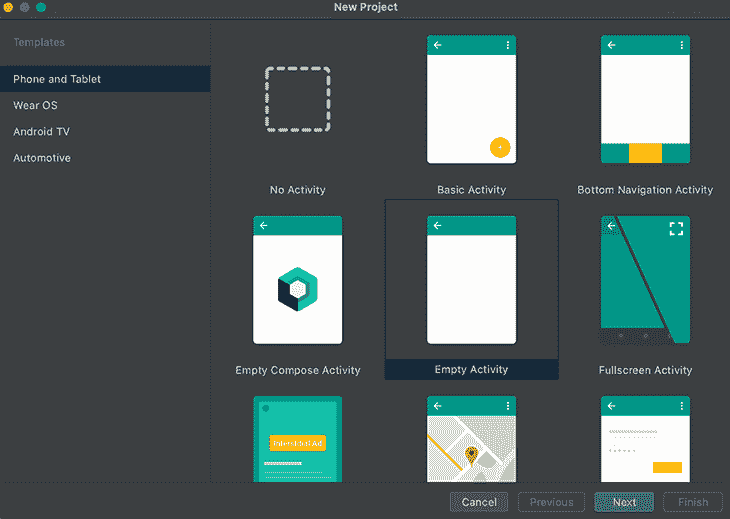 New Project
Templates
Phone and Tablet
Wear OS
Android TV
Automotive
No Activity
Basic Activity
Bottom Navigation Activity
Empty Compose Activity
Empty Activity
Fullscreen Activity
Interstitial Ad
Cancel
Previous
Next
Finish